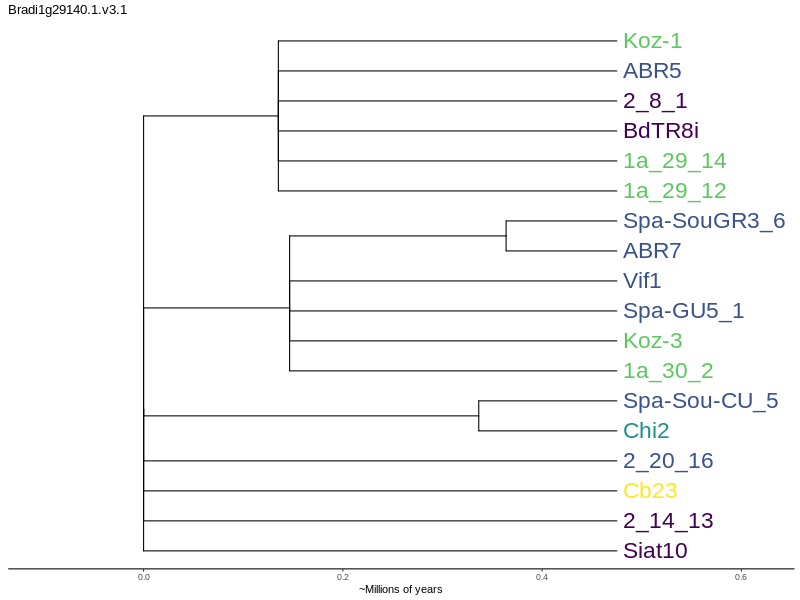 Bradi1g29140.1.v3.1
Koz-1
ABR5
2_8_1
BdTR8i
1a_29_14
1a_29_12
Spa-SouGR3_6
ABR7
Vif1
Spa-GU5_1
Koz-3
1a_30_2
Spa-Sou-CU_5
Chi2
2_20_16
Cb23
2_14_13
Siat10
0.0 0.2 0.4 0.6
~Millions of years